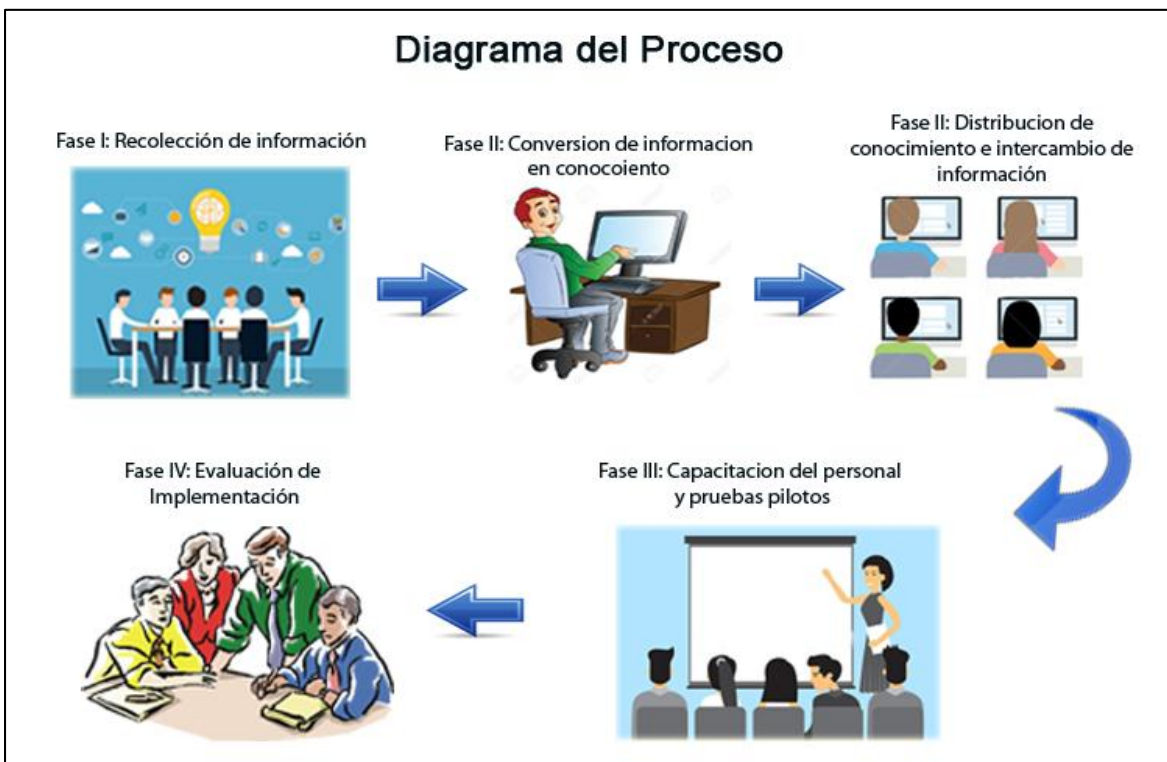 Diagrama del Proceso
Fase I: Recolección de información
Fase II: Conversion de informacion
en conocoiento
Fase II: Distribucion de
conocimiento e intercambio de
información
Fase IV: Evaluación de
Implementación
Fase III: Capacitacion del personal
y pruebas pilotos